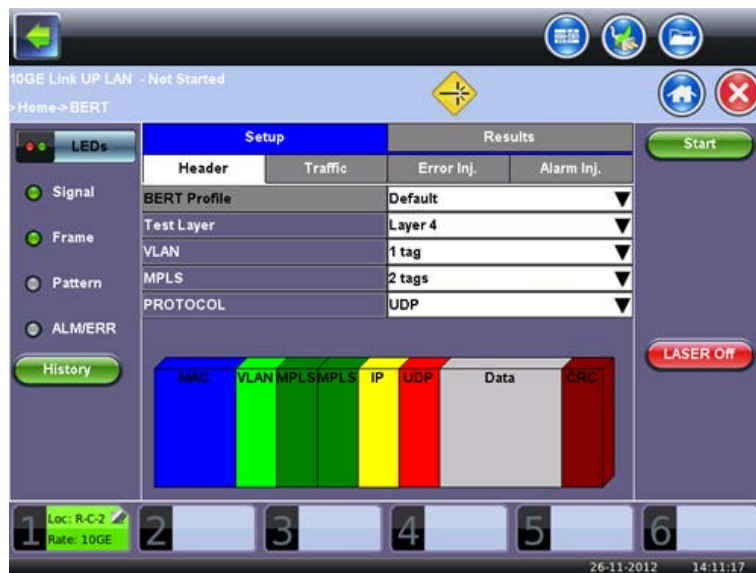 10GE Link UP LAN - Not Started
>Home->BERT
LEDs
Signal
Frame
Pattern
ALM/ERR
History
Setup
Results
Header
Traffic
Error Inj.
Alarm Inj.
BERT Profile
Default
Test Layer
Layer 4
VLAN
1 tag
MPLS
2 tags
PROTOCOL
UDP
MAC
VLAN
MPLS
MPLS
IP
UDP
Data
CRC
Start
LASER Off
1
Loc: R-C-2
Rate: 10GE
2
3
4
5
6
26-11-2012 14:11:17